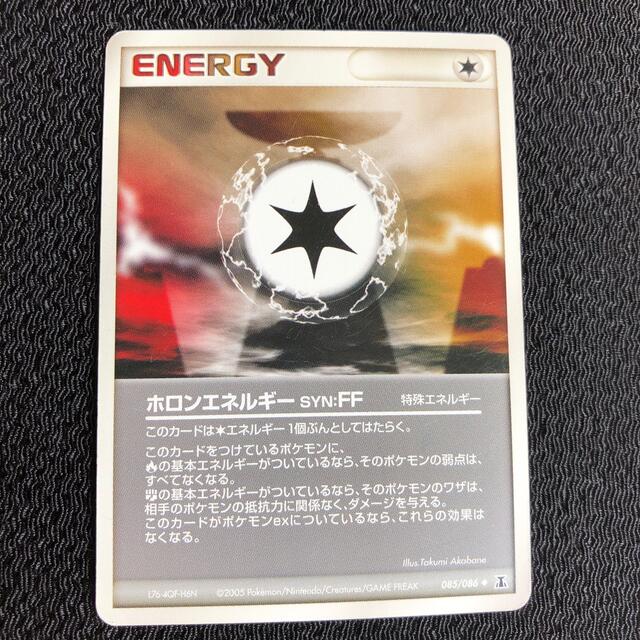 ENERGY
ホロンエネルギー SYN:FF 特殊エネルギー
このカードは✶エネルギー1個ぶんとしてはたらく。
このカードをつけているポケモンに、
の基本エネルギーがついているなら、そのポケモンの弱点は、
すべてなくなる。
の基本エネルギーがついているなら、そのポケモンのワザは、
相手のポケモンの抵抗力に関係なく、ダメージを与える。
このカードがポケモンexについているなら、これらの効果は
なくなる。
Illus.Takumi Akabane
L76-4QF-H6N ©2005 Pokémon/Nintendo/Creatures/GAME FREAK 085/086 ◆